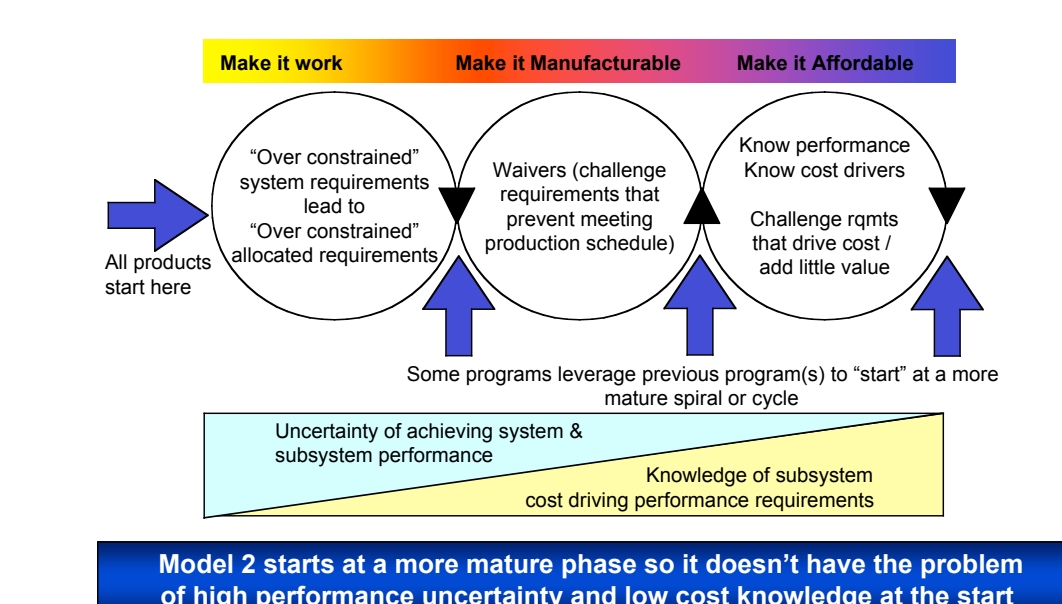 Make it work
Make it Manufacturable
Make it Affordable
“Over constrained”
system requirements
lead to
“Over constrained”
allocated requirements
Waivers (challenge
requirements that
prevent meeting
production schedule)
Know performance
Know cost drivers
Challenge rqmts
that drive cost /
add little value
All products
start here
Some programs leverage previous program(s) to “start” at a more
mature spiral or cycle
Uncertainty of achieving system &
subsystem performance
Knowledge of subsystem
cost driving performance requirements
Model 2 starts at a more mature phase so it doesn’t have the problem
of high performance uncertainty and low cost knowledge at the start